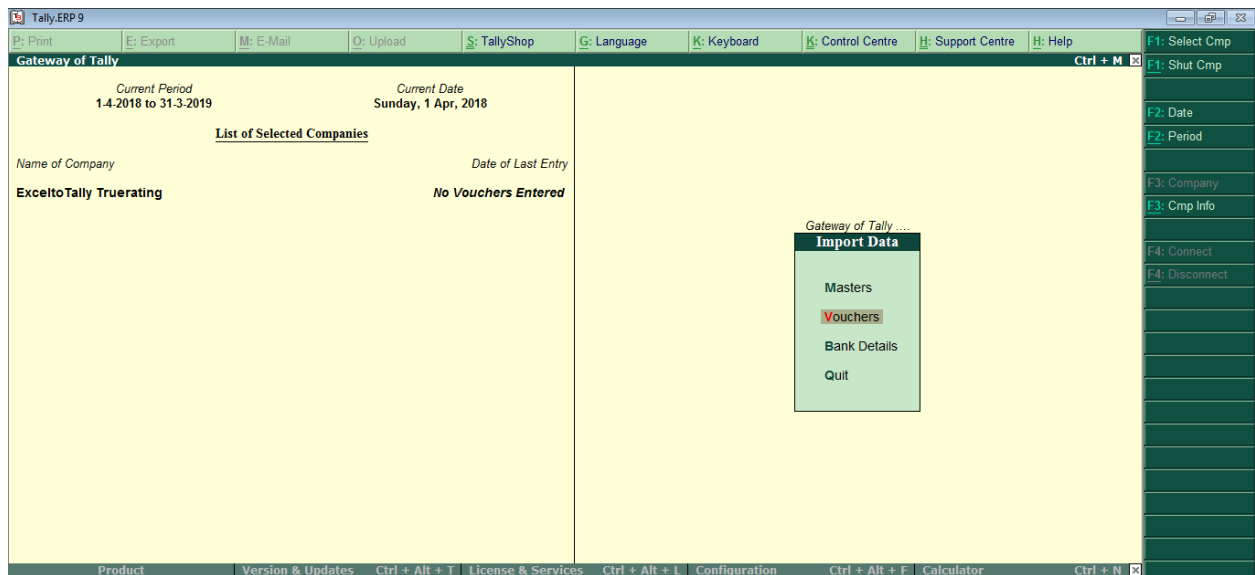 Tally.ERP 9
P: Print E: Export M: E-Mail O: Upload S: TallyShop G: Language K: Keyboard K: Control Centre H: Support Centre H: Help
Gateway of Tally Ctrl + M
Current Period Current Date
1-4-2018 to 31-3-2019 Sunday, 1 Apr, 2018
List of Selected Companies
Name of Company Date of Last Entry
ExceltoTally Truerating No Vouchers Entered
Gateway of Tally ....
Import Data
Masters
Vouchers
Bank Details
Quit
F1: Select Cmp
F1: Shut Cmp
F2: Date
F2: Period
F3: Company
F3: Cmp Info
F4: Connect
F4: Disconnect
Product Version & Updates Ctrl + Alt + T License & Services Ctrl + Alt + L Configuration Ctrl + Alt + F Calculator Ctrl + N